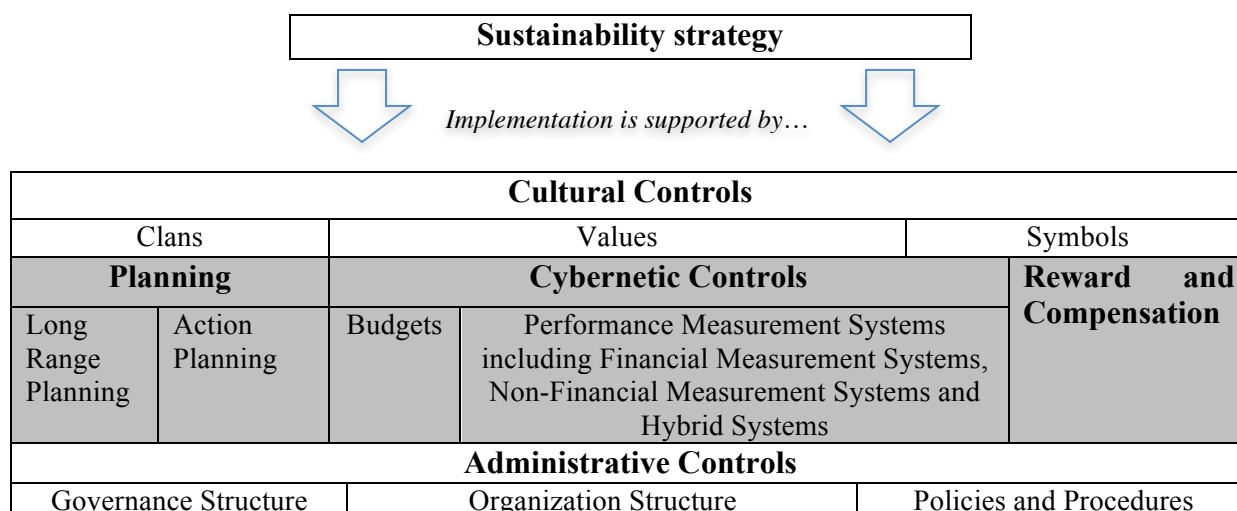 Sustainability strategy
Implementation is supported by…
Cultural Controls
Clans Values Symbols
Planning Cybernetic Controls Reward and
Compensation
Long
Range
Planning
Action
Planning
Budgets
Performance Measurement Systems
including Financial Measurement Systems,
Non-Financial Measurement Systems and
Hybrid Systems
Administrative Controls
Governance Structure Organization Structure Policies and Procedures